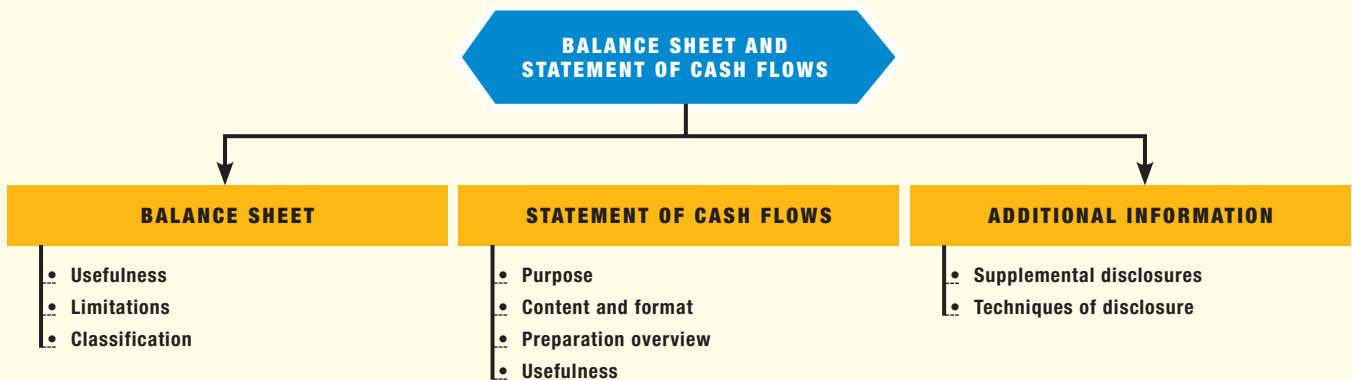 BALANCE SHEET AND
STATEMENT OF CASH FLOWS
BALANCE SHEET
• Usefulness
• Limitations
• Classification
STATEMENT OF CASH FLOWS
• Purpose
• Content and format
• Preparation overview
• Usefulness
ADDITIONAL INFORMATION
• Supplemental disclosures
• Techniques of disclosure